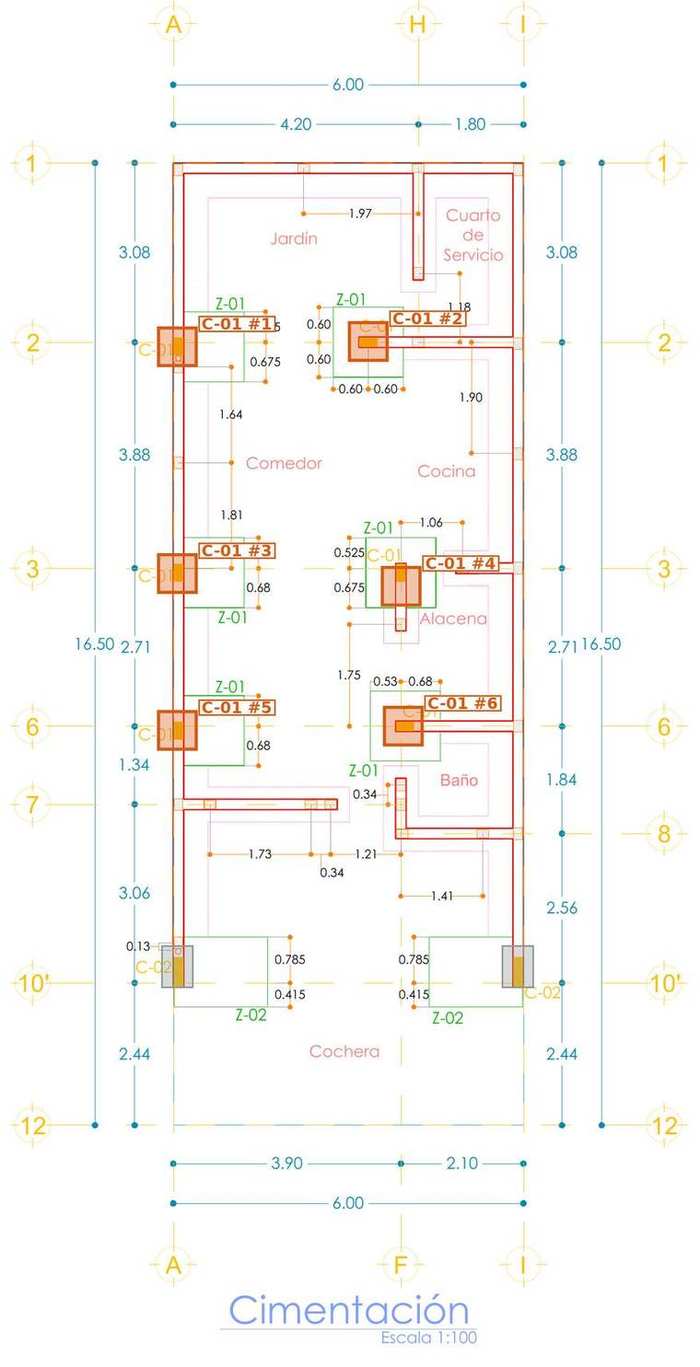 A H I
6.00
4.20 1.80
1 1
3.08 3.08
1.97
Cuarto
de
Servicio
Jardín
1.18
Z-01 Z-01
C-01 #1 C-01 #2
0.60
2 2
0.60
0.675
0.60 0.60
1.90
1.64
3.88 3.88
Comedor
Cocina
1.81
1.06
Z-01
0.525
C-01
C-01 #3
C-01 #4
3 3
C-01
0.68
0.675
Z-01
Alacena
16.50 2.71 2.71 16.50
1.75
0.53 0.68
Z-01
C-01 #5 C-01 #6
6 6
C-01
0.68
1.34
Z-01
Baño
1.84
0.34
7
8
1.73 1.21
0.34
1.41
3.06
2.56
0.13
C-02
0.785 0.785
10' 10'
0.415 0.415
C-02
Z-02 Z-02
2.44 2.44
Cochera
12 12
3.90 2.10
6.00
A F I
Cimentación
Escala 1:100